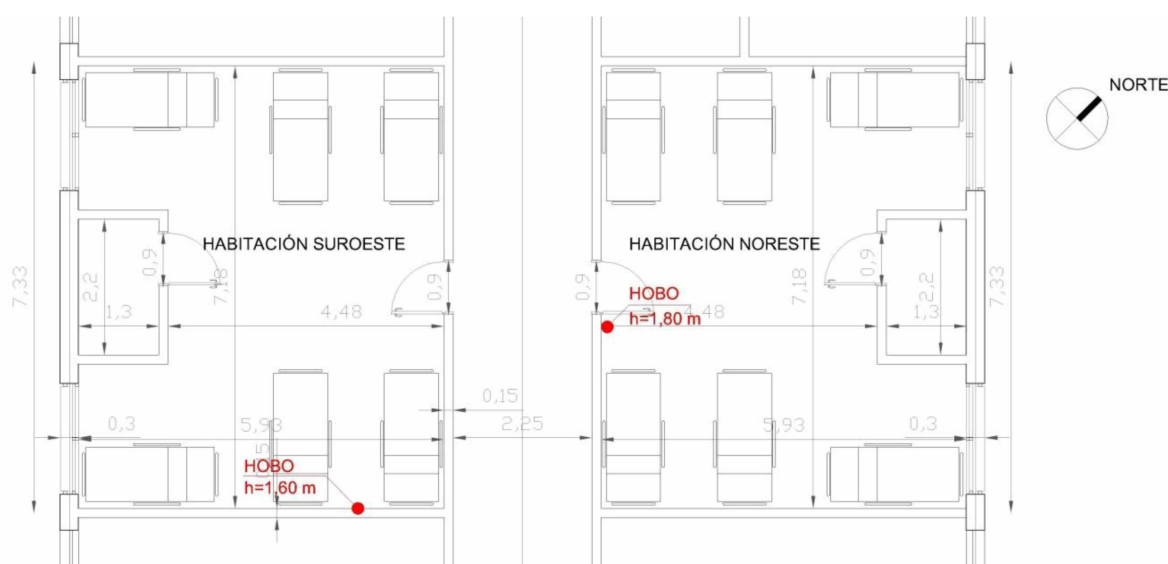 NORTE
HABITACIÓN SUROESTE
HABITACIÓN NORESTE
7,33
2,2
0,9
7,18
0,9
0,9
7,18
0,9
2,2
7,33
HOBO
h=1,80 m
1,3
4,48
4,48
1,3
0,15
0,3
5,93
2,25
5,93
0,3
HOBO
h=1,60 m